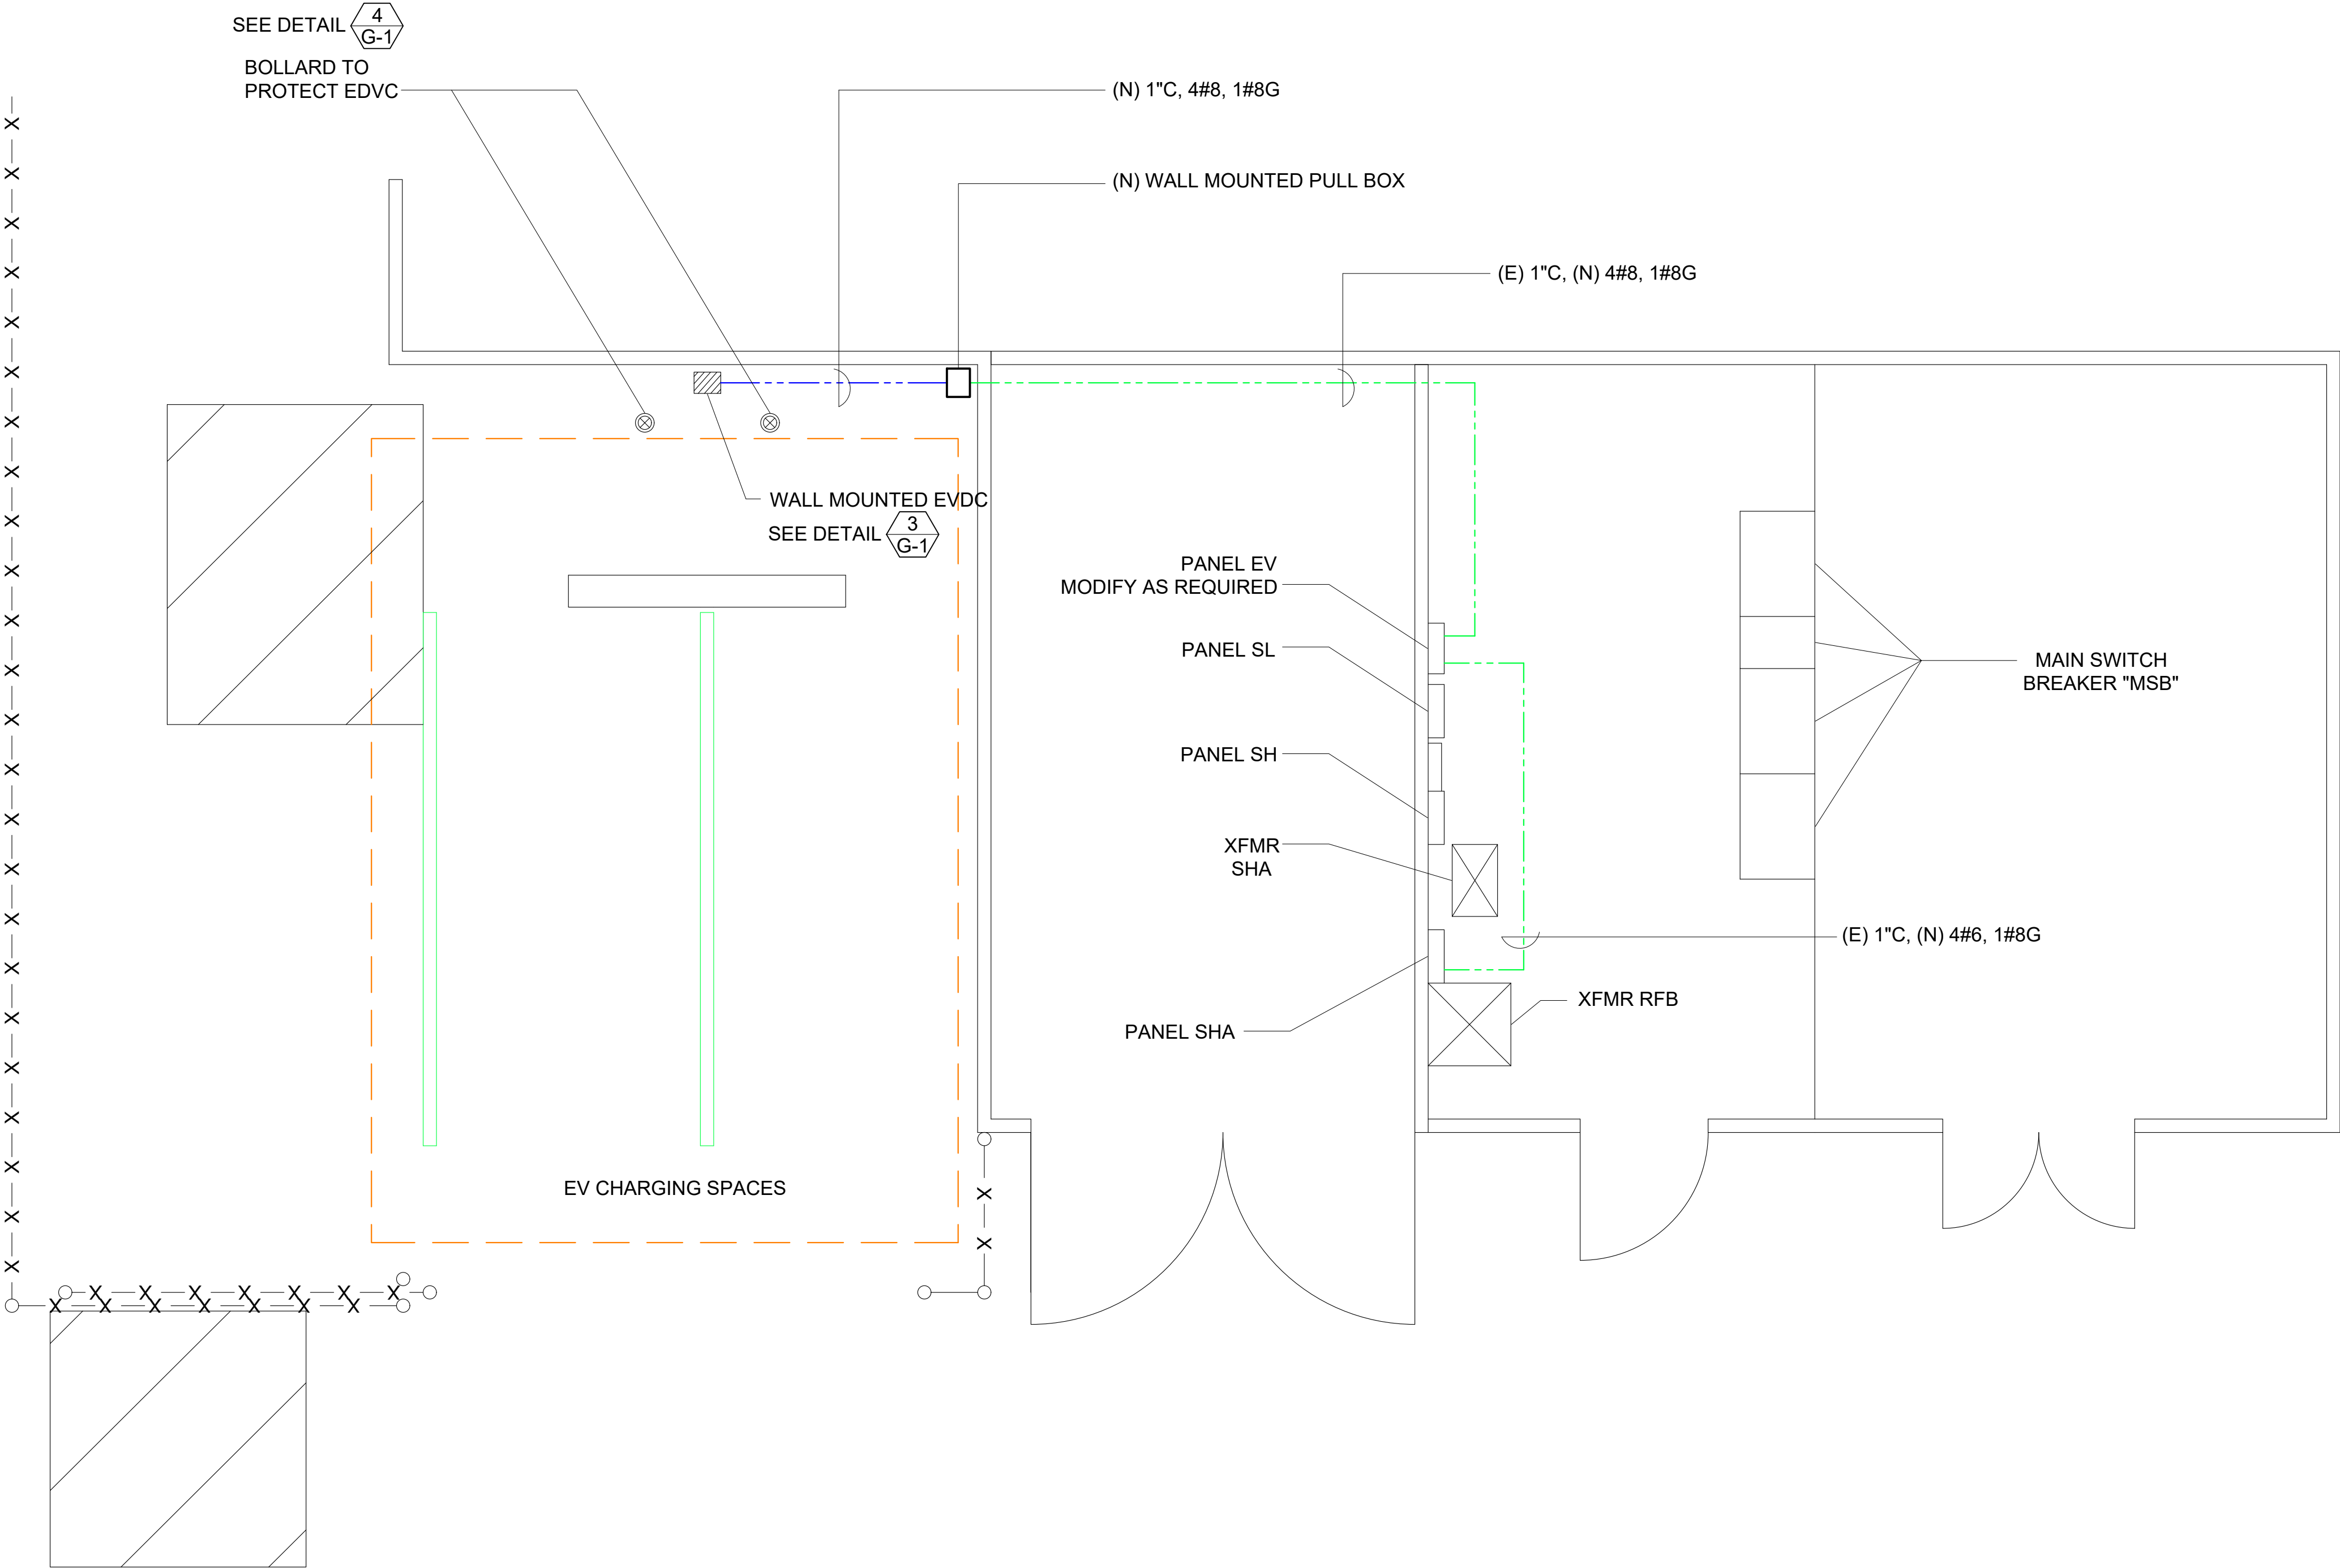 SEE DETAIL 4
G-1
BOLLARD TO
PROTECT EDVC
(N) 1"C, 4#8, 1#8G
(N) WALL MOUNTED PULL BOX
(E) 1"C, (N) 4#8, 1#8G
WALL MOUNTED EVDC
SEE DETAIL 3
G-1
PANEL EV
MODIFY AS REQUIRED
PANEL SL
MAIN SWITCH
BREAKER "MSB"
PANEL SH
XFMR
SHA
(E) 1"C, (N) 4#6, 1#8G
XFMR RFB
PANEL SHA
EV CHARGING SPACES